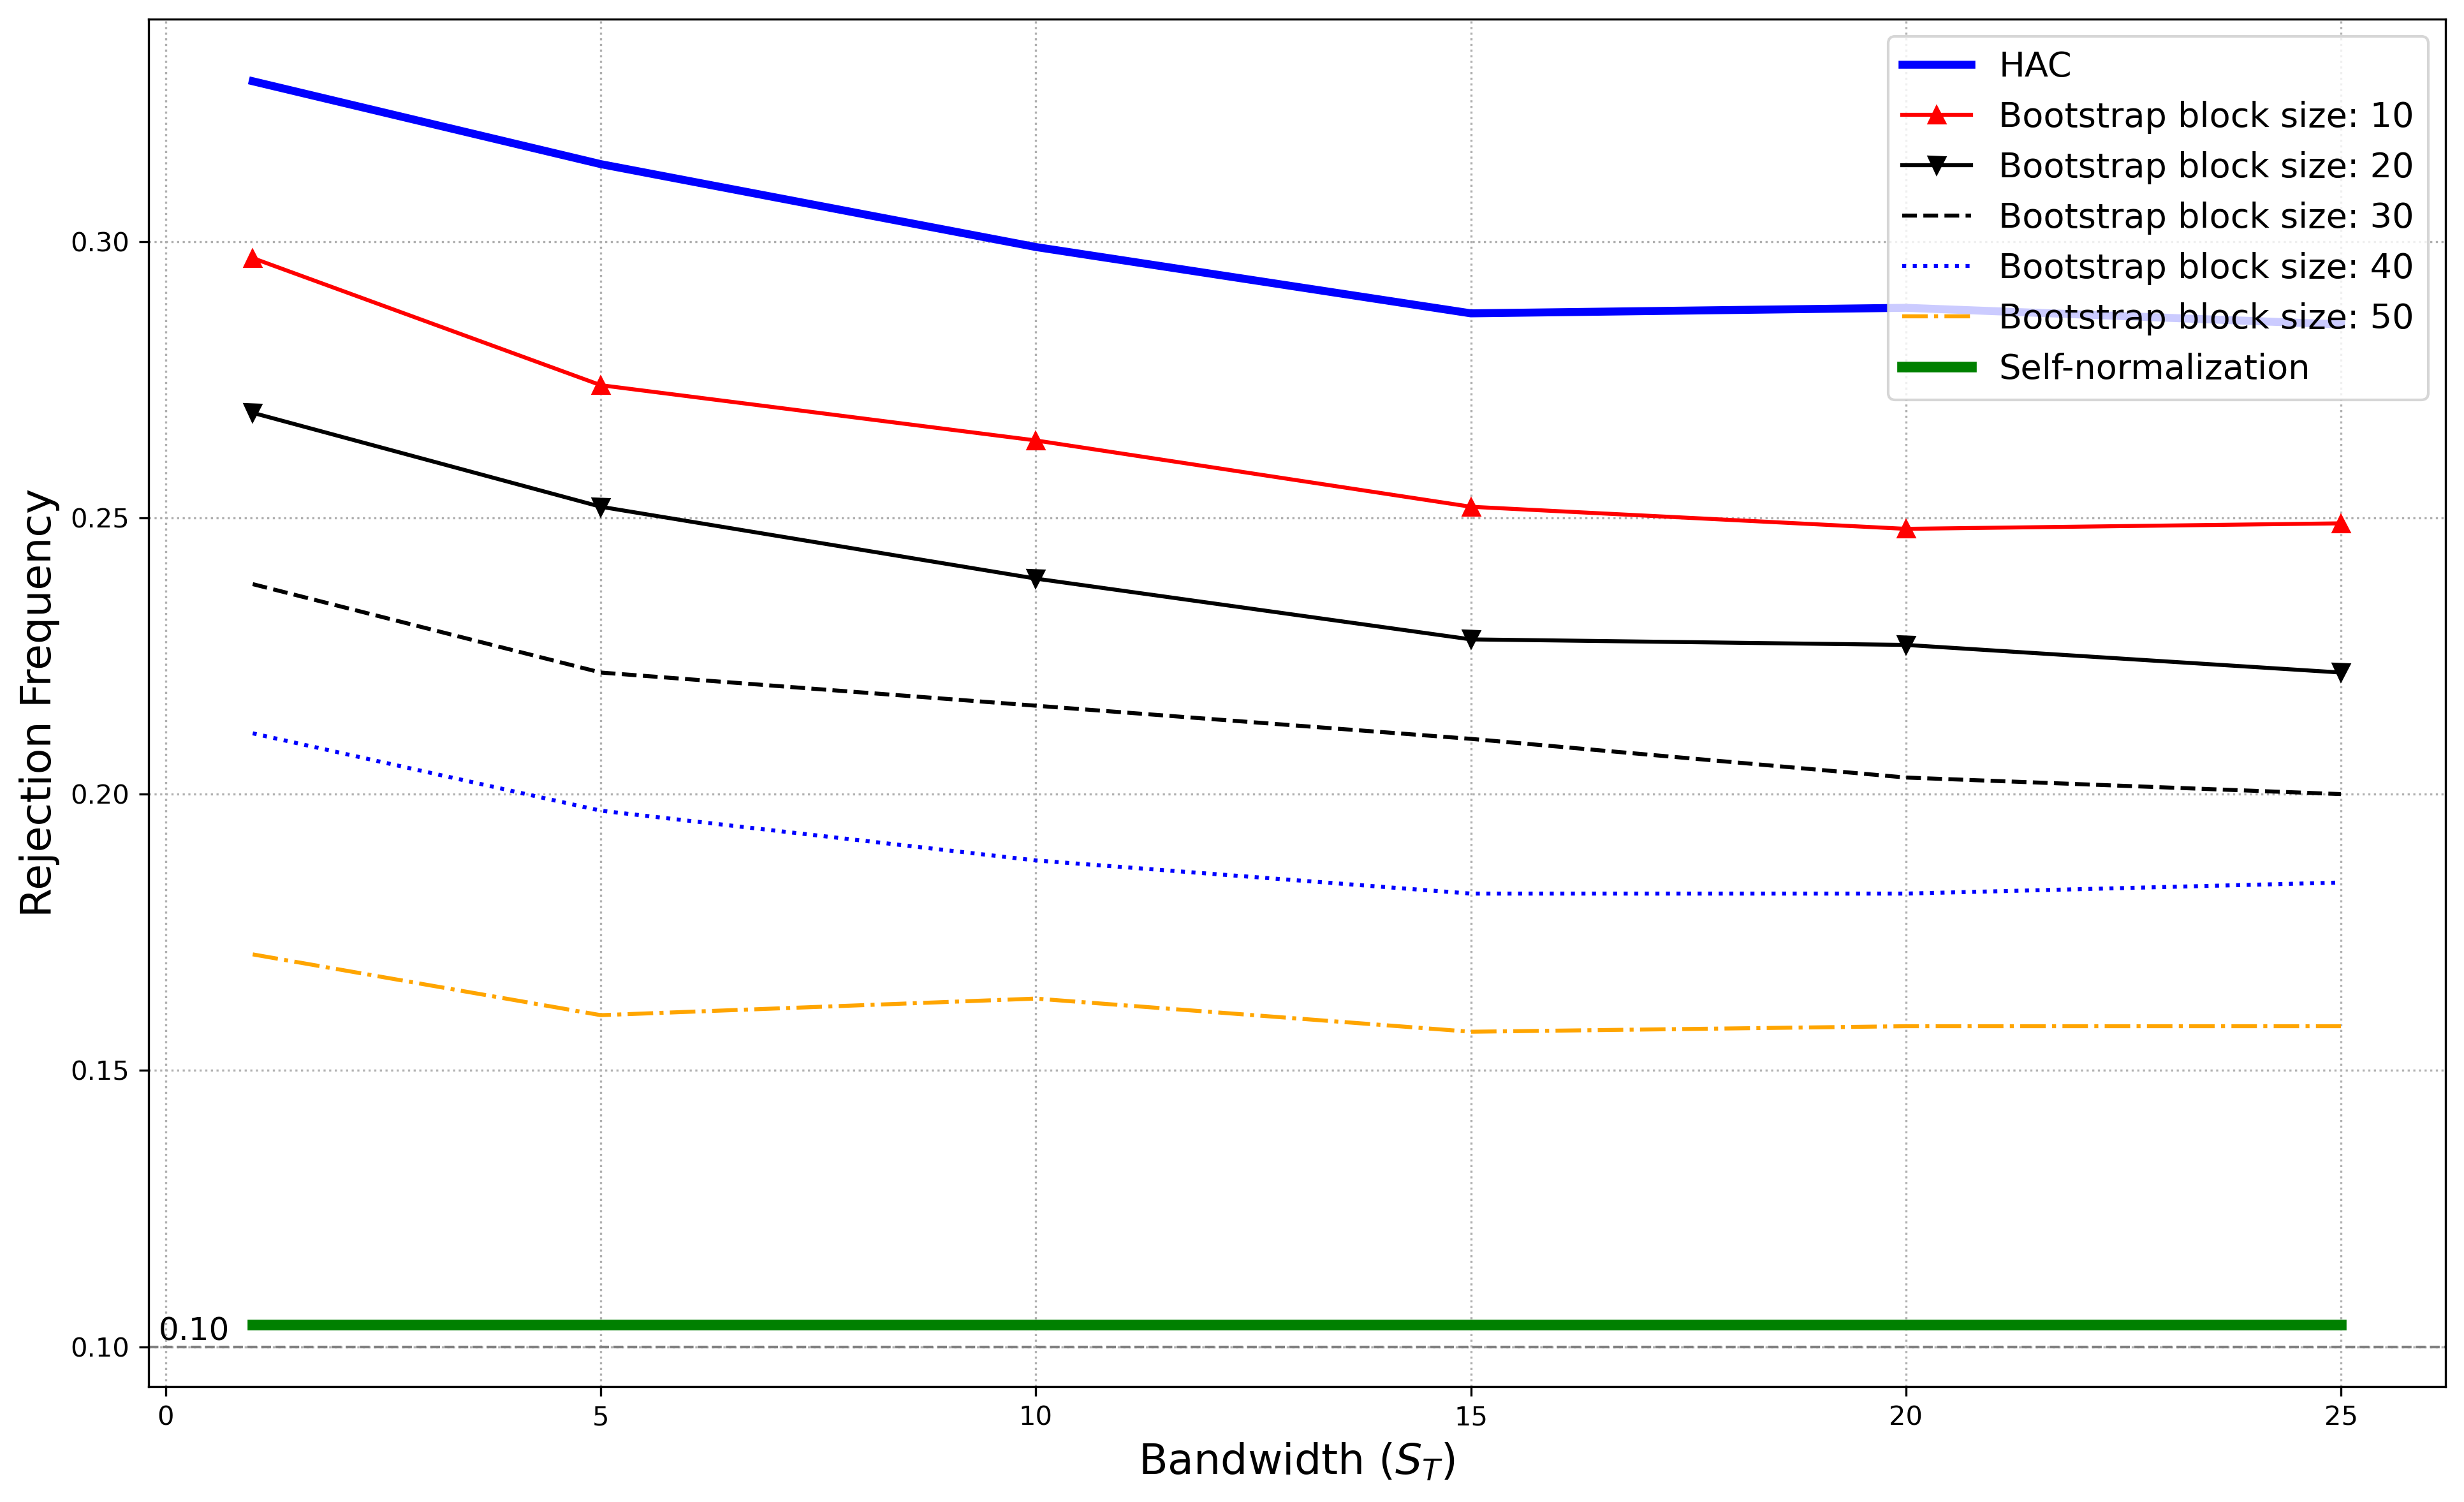 HAC
Bootstrap block size: 10
Bootstrap block size: 20
Bootstrap block size: 30
Bootstrap block size: 40
Bootstrap block size: 50
Self-normalization
Rejection Frequency
0.30
0.25
0.20
0.15
0.10
0.10
0 5 10 15 20 25
Bandwidth (S_T)